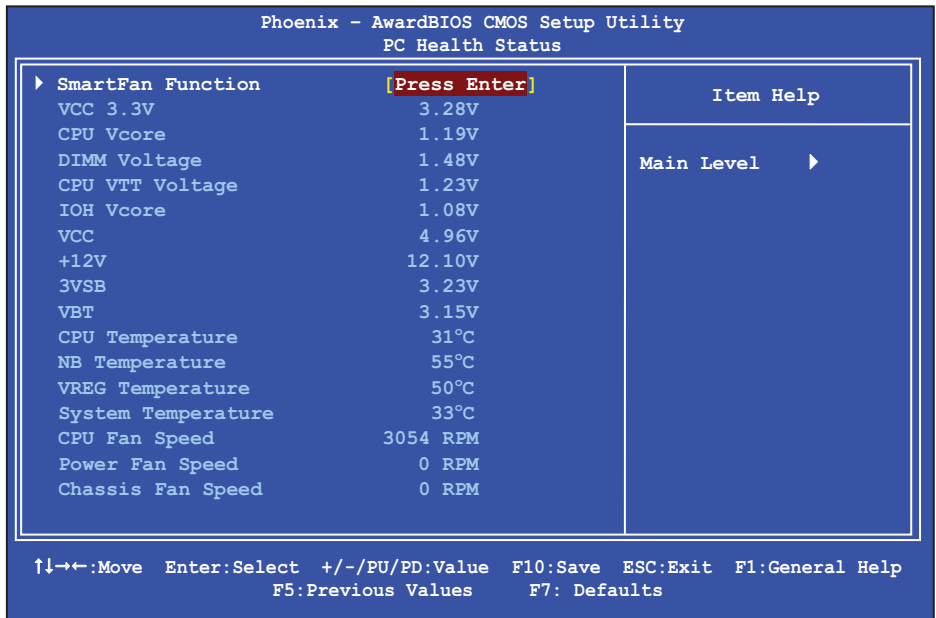 Phoenix – AwardBIOS CMOS Setup Utility
PC Health Status
SmartFan Function [Press Enter]
VCC 3.3V 3.28V
CPU Vcore 1.19V
DIMM Voltage 1.48V
CPU VTT Voltage 1.23V
IOH Vcore 1.08V
VCC 4.96V
+12V 12.10V
3VSB 3.23V
VBT 3.15V
CPU Temperature 31°C
NB Temperature 55°C
VREG Temperature 50°C
System Temperature 33°C
CPU Fan Speed 3054 RPM
Power Fan Speed 0 RPM
Chassis Fan Speed 0 RPM
Item Help
Main Level
↑↓→←:Move Enter:Select +/-/PU/PD:Value F10:Save ESC:Exit F1:General Help
F5:Previous Values F7: Defaults